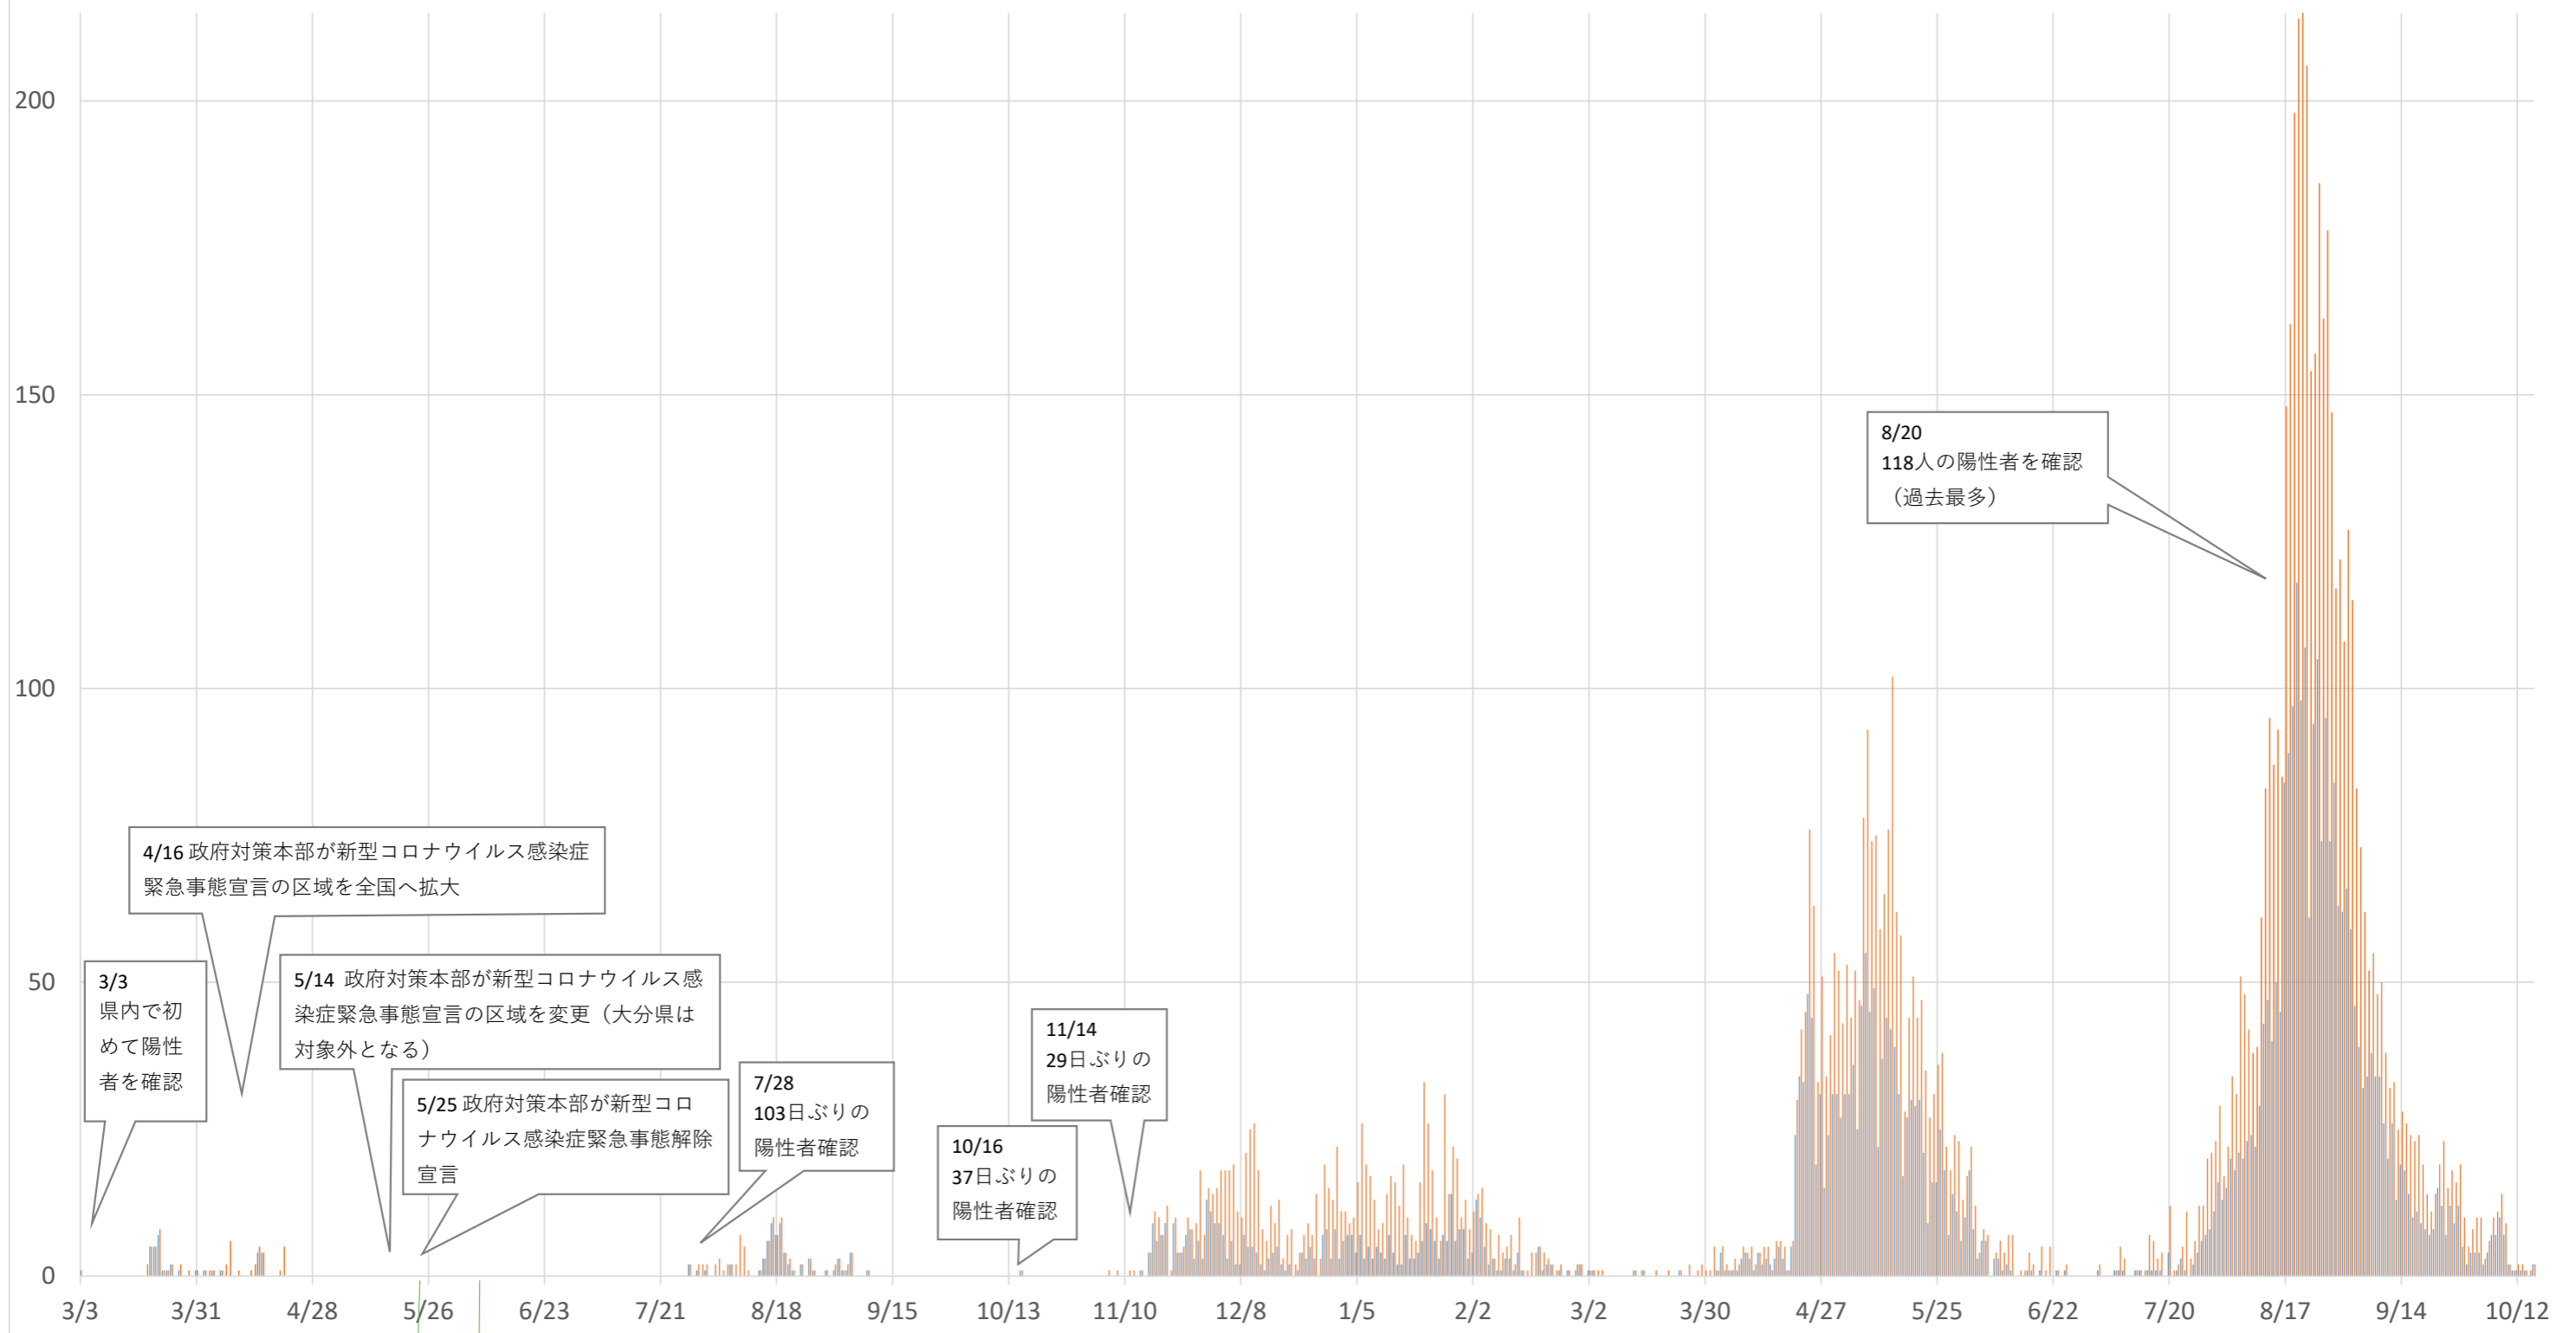 200
150
100
50
0
8/20
118人の陽性者を確認
（過去最多）
4/16 政府対策本部が新型コロナウイルス感染症
緊急事態宣言の区域を全国へ拡大
3/3
県内で初
めて陽性
者を確認
5/14 政府対策本部が新型コロナウイルス感
染症緊急事態宣言の区域を変更（大分県は
対象外となる）
5/25 政府対策本部が新型コロ
ナウイルス感染症緊急事態解除
宣言
7/28
103日ぶりの
陽性者確認
10/16
37日ぶりの
陽性者確認
11/14
29日ぶりの
陽性者確認
3/3 3/31 4/28 5/26 6/23 7/21 8/18 9/15 10/13 11/10 12/8 1/5 2/2 3/2 3/30 4/27 5/25 6/22 7/20 8/17 9/14 10/12